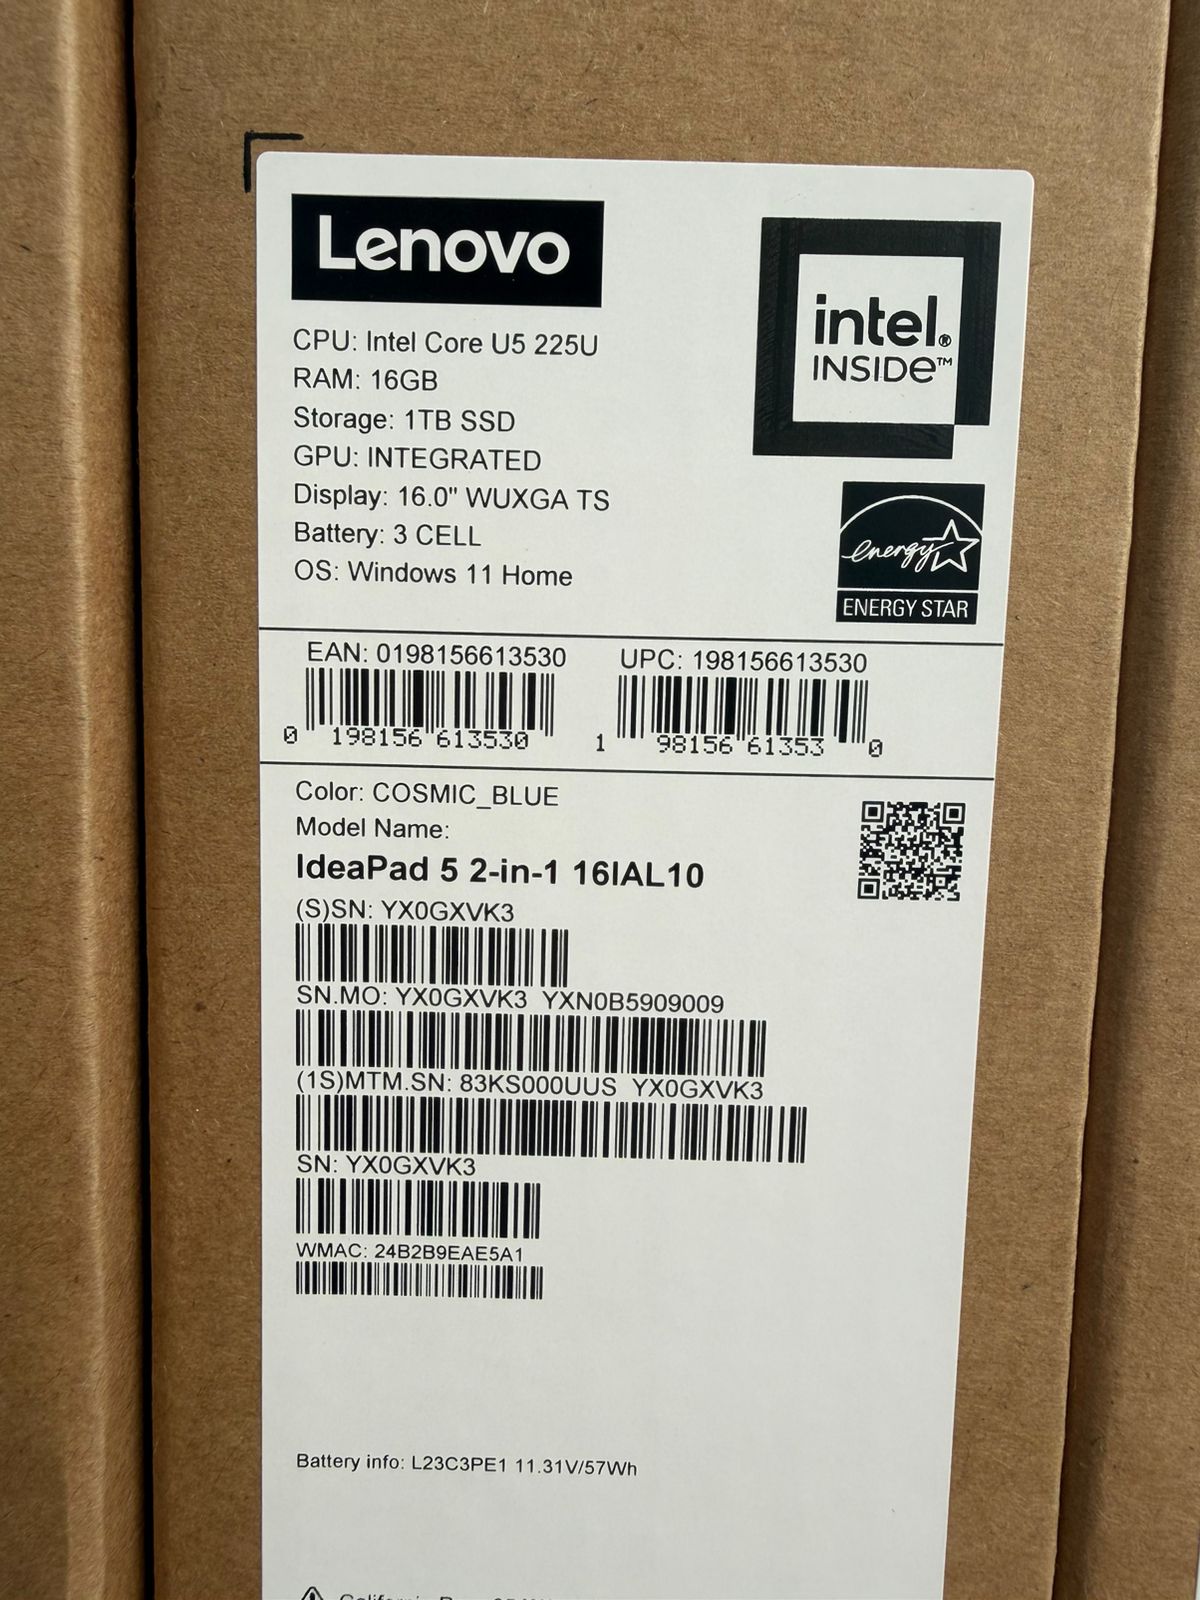 Lenovo
intel®
INSIDE™
CPU: Intel Core U5 225U
RAM: 16GB
Storage: 1TB SSD
GPU: INTEGRATED
Display: 16.0" WUXGA TS
Battery: 3 CELL
OS: Windows 11 Home
energy
ENERGY STAR
EAN: 0198156613530
0 198156 613530
UPC: 198156613530
1 98156 61353 0
Color: COSMIC_BLUE
Model Name:
IdeaPad 5 2-in-1 16IAL10
(S)SN: YX0GXVK3
SN.MO: YX0GXVK3 YXN0B5909009
(1S)MTM.SN: 83KS000UUS YX0GXVK3
SN: YX0GXVK3
WMAC: 24B2B9EAE5A1
Battery info: L23C3PE1 11.31V/57Wh